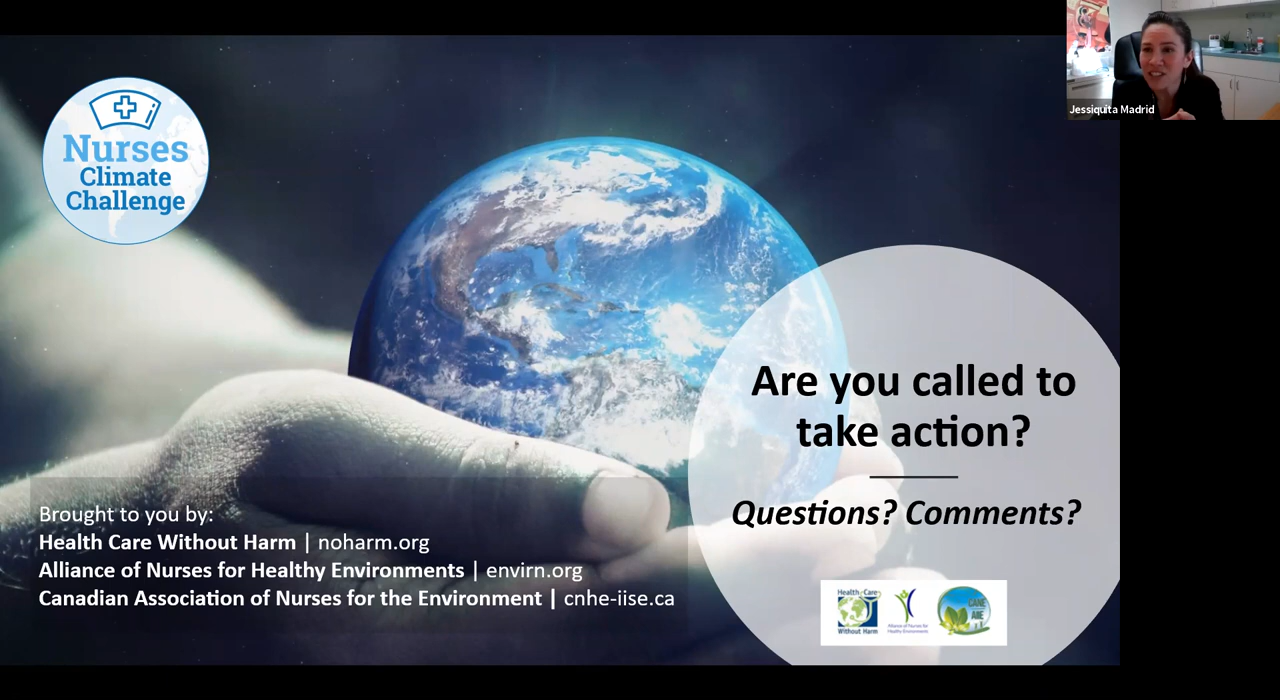 Jessiquita Madrid
Nurses
Climate
Challenge
Are you called to
take action?
Questions? Comments?
Brought to you by:
Health Care Without Harm | noharm.org
Alliance of Nurses for Healthy Environments | envirn.org
Canadian Association of Nurses for the Environment | cnhe-iise.ca
Health Care
Without Harm
Alliance of Nurses for
Healthy Environments
CANE
AIIE